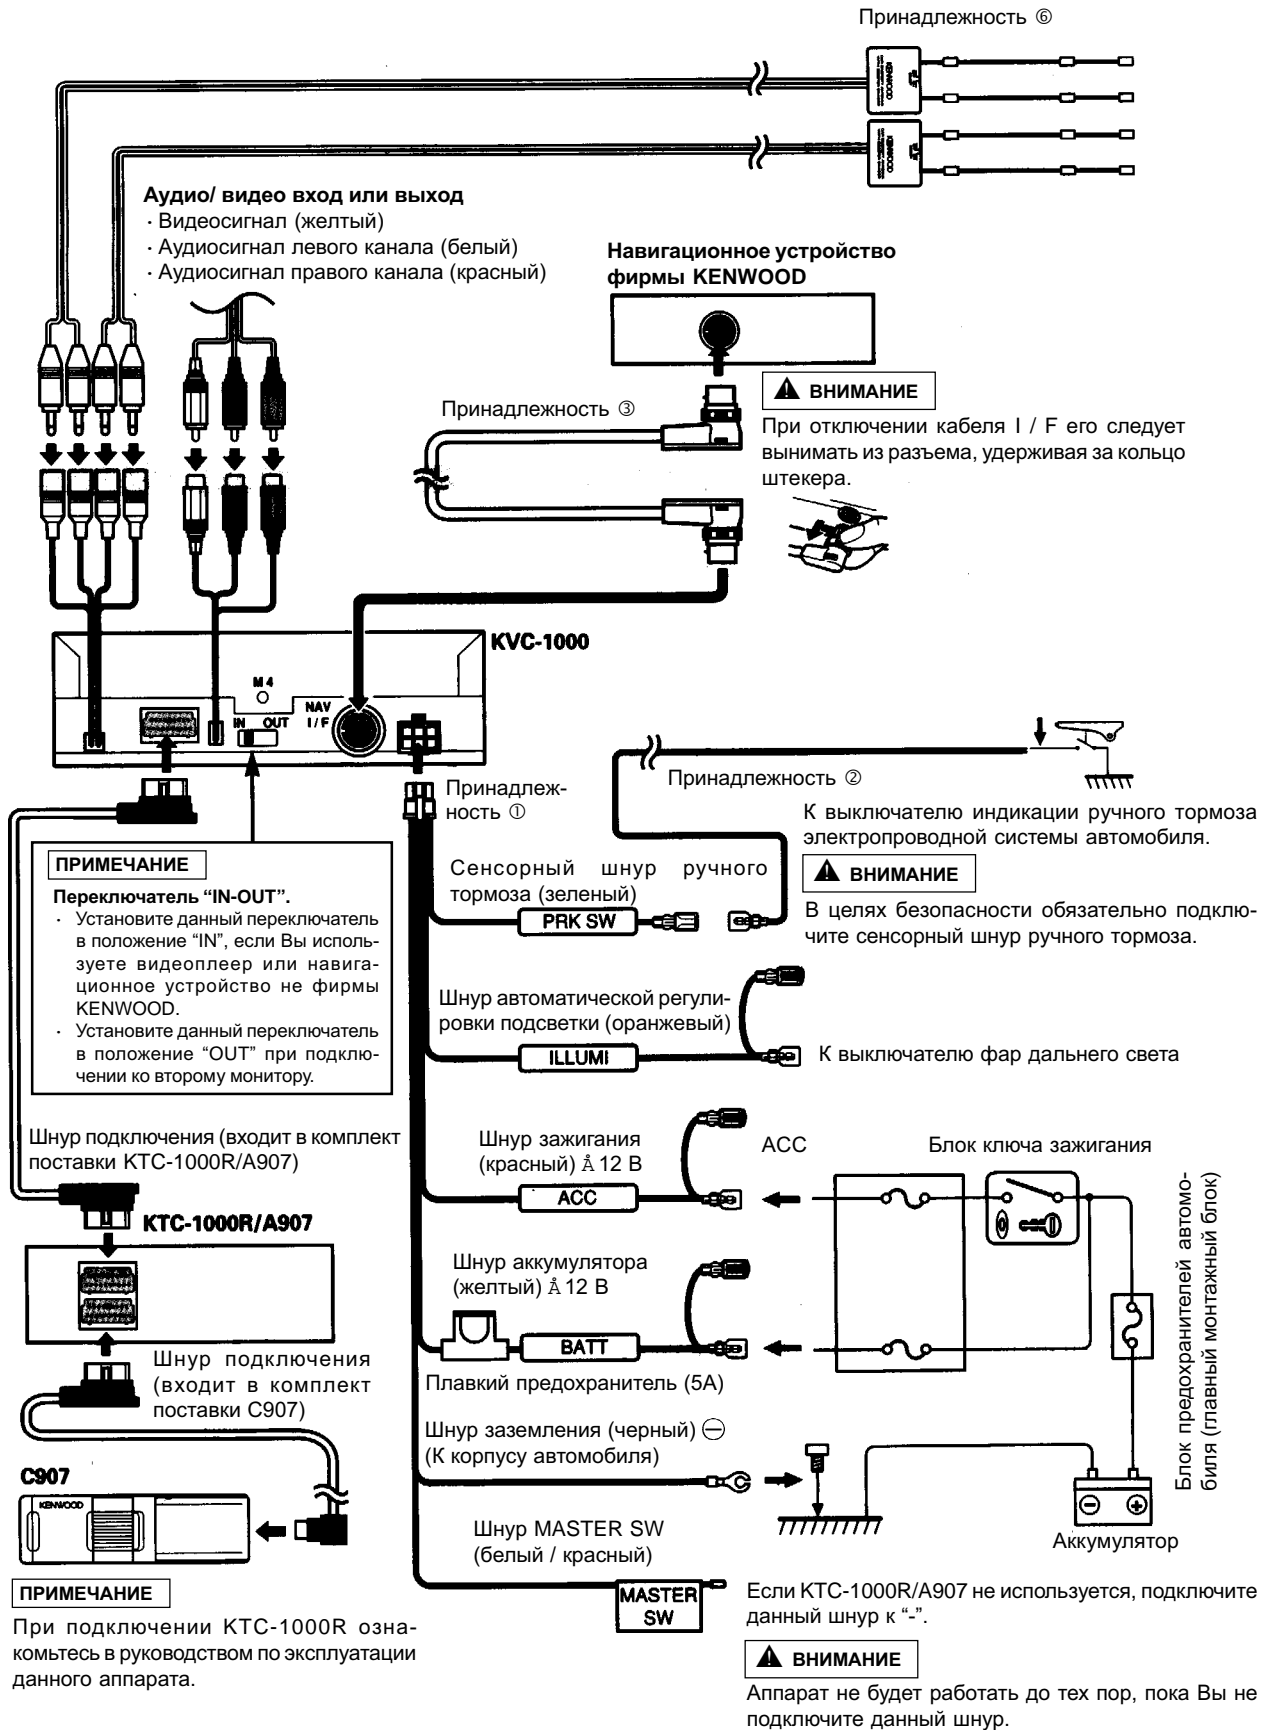 Принадлежность ⑥
KENWOOD
KENWOOD
Аудио/ видео вход или выход
· Видеосигнал (желтый)
· Аудиосигнал левого канала (белый)
· Аудиосигнал правого канала (красный)
Навигационное устройство
фирмы KENWOOD
Принадлежность ③
ВНИМАНИЕ
При отключении кабеля I / F его следует
вынимать из разъема, удерживая за кольцо
штекера.
KVC-1000
M 4
IN OUT
NAV
I / F
Принадлеж-
ность ①
Принадлежность ②
К выключателю индикации ручного тормоза
электропроводной системы автомобиля.
ВНИМАНИЕ
В целях безопасности обязательно подклю-
чите сенсорный шнур ручного тормоза.
ПРИМЕЧАНИЕ
Переключатель “IN-OUT”.
· Установите данный переключатель
в положение “IN”, если Вы исполь-
зуете видеоплеер или навига-
ционное устройство не фирмы
KENWOOD.
· Установите данный переключатель
в положение “OUT” при подклю-
чении ко второму монитору.
Сенсорный шнур ручного
тормоза (зеленый)
PRK SW
Шнур автоматической регули-
ровки подсветки (оранжевый)
ILLUMI
К выключателю фар дальнего света
Шнур подключения (входит в комплект
поставки KTC-1000R/A907)
KTC-1000R/A907
Шнур зажигания
(красный) Å 12 В
ACC
ACC
Блок ключа зажигания
Блок предохранителей автомо-
биля (главный монтажный блок)
Шнур аккумулятора
(желтый) Å 12 В
BATT
Плавкий предохранитель (5А)
Шнур подключения
(входит в комплект
поставки С907)
C907
KENWOOD
Шнур заземления (черный) ⊖
(К корпусу автомобиля)
Аккумулятор
Шнур MASTER SW
(белый / красный)
MASTER
SW
Если KTC-1000R/A907 не используется, подключите
данный шнур к “-”.
ВНИМАНИЕ
Аппарат не будет работать до тех пор, пока Вы не
подключите данный шнур.
ПРИМЕЧАНИЕ
При подключении KTC-1000R озна-
комьтесь в руководством по эксплуатации
данного аппарата.